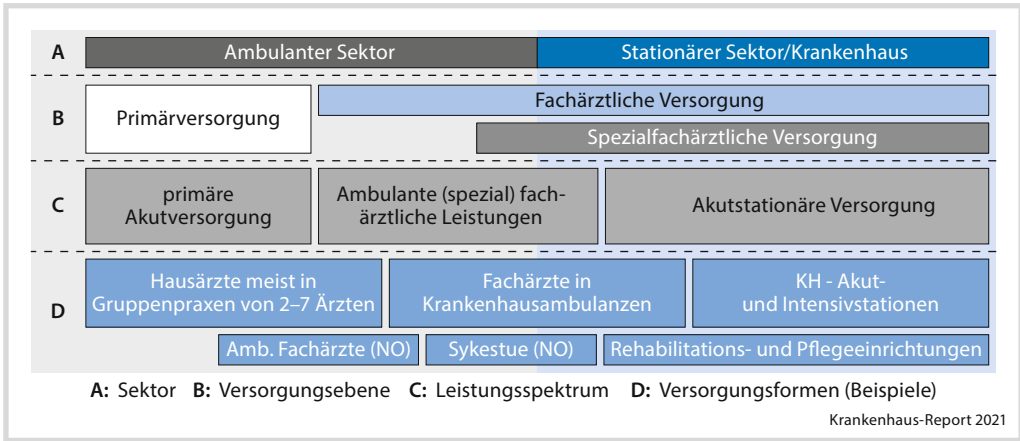 A
Ambulanter Sektor
Stationärer Sektor/Krankenhaus
B
Primärversorgung
Fachärztliche Versorgung
Spezialfachärztliche Versorgung
C
primäre
Akutversorgung
Ambulante (spezial) fach-
ärztliche Leistungen
Akutstationäre Versorgung
D
Hausärzte meist in
Gruppenpraxen von 2–7 Ärzten
Fachärzte in
Krankenhausambulanzen
KH - Akut-
und Intensivstationen
Amb. Fachärzte (NO)
Sykestue (NO)
Rehabilitations- und Pflegeeinrichtungen
A: Sektor B: Versorgungsebene C: Leistungsspektrum D: Versorgungsformen (Beispiele)
Krankenhaus-Report 2021